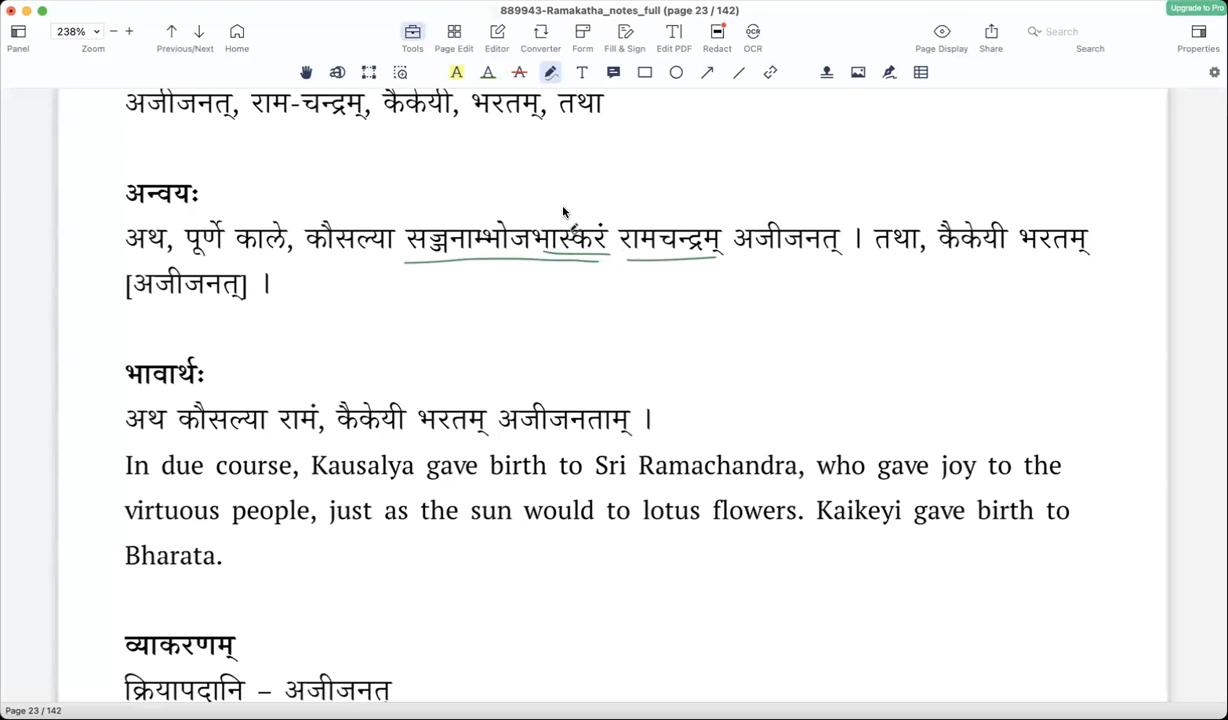 889943-Ramakatha_notes_full (page 23 / 142)
Upgrade to Pro
238%
Search
Panel Zoom Previous/Next Home Tools Page Edit Editor Converter Form Fill & Sign Edit PDF Redact OCR Page Display Share Search Properties
अजीजनत्, राम-चन्द्रम्, कैकेयी, भरतम्, तथा
अन्वयः
अथ, पूर्णे काले, कौसल्या सज्जनाम्भोजभास्करं रामचन्द्रम् अजीजनत् । तथा, कैकेयी भरतम्
[अजीजनत्] ।
भावार्थः
अथ कौसल्या रामं, कैकेयी भरतम् अजीजनताम् ।
In due course, Kausalya gave birth to Sri Ramachandra, who gave joy to the
virtuous people, just as the sun would to lotus flowers. Kaikeyi gave birth to
Bharata.
व्याकरणम्
क्रियापदानि – अजीजनत्
Page 23 / 142